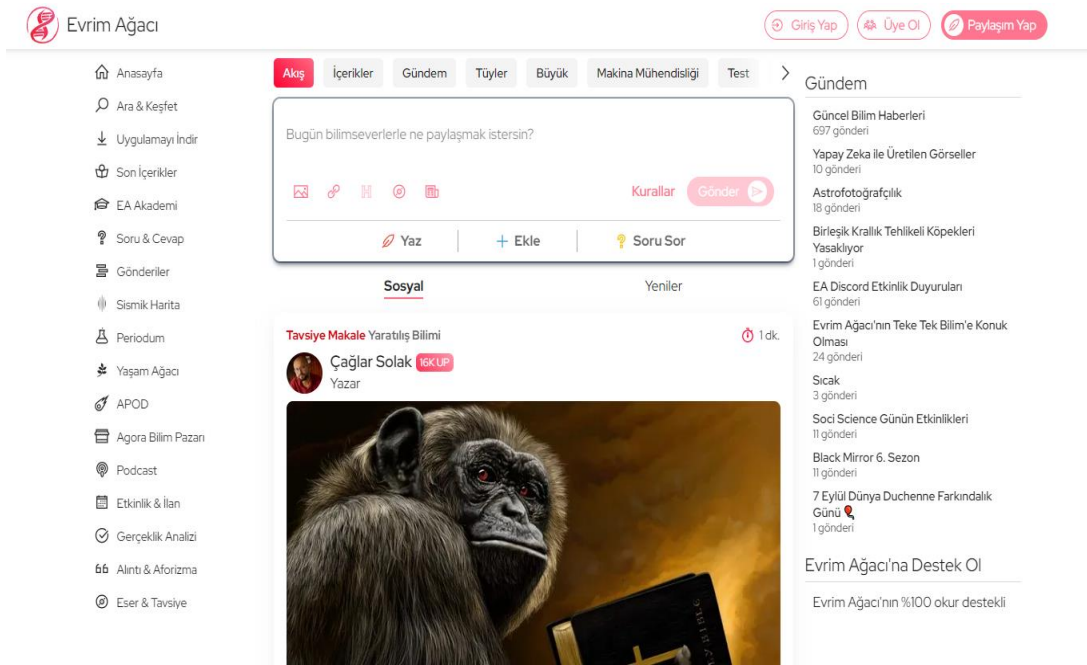 Evrim Ağacı
Giriş Yap
Üye Ol
Paylaşım Yap
Anasayfa
Ara & Keşfet
Uygulamayı İndir
Son İçerikler
EA Akademi
Soru & Cevap
Gönderiler
Sismik Harita
Periodum
Yaşam Ağacı
APOD
Agora Bilim Pazarı
Podcast
Etkinlik & İlan
Gerçeklik Analizi
Alıntı & Aforizma
Eser & Tavsiye
Akış
İçerikler
Gündem
Tüyler
Büyük
Makina Mühendisliği
Test
Bugün bilimseverlerle ne paylaşmak istersin?
Kurallar
Gönder
Yaz
Ekle
Soru Sor
Sosyal
Yeniler
Tavsiye Makale Yaratılış Bilimi
1 dk.
Çağlar Solak 16K UP
Yazar
Y BIBLE
Gündem
Güncel Bilim Haberleri
697 gönderi
Yapay Zeka ile Üretilen Görseller
10 gönderi
Astrofotoğrafçılık
18 gönderi
Birleşik Krallık Tehlikeli Köpekleri
Yasaklıyor
1 gönderi
EA Discord Etkinlik Duyuruları
61 gönderi
Evrim Ağacı'nın Teke Tek Bilim'e Konuk
Olması
24 gönderi
Sıcak
3 gönderi
Soci Science Günün Etkinlikleri
11 gönderi
Black Mirror 6. Sezon
11 gönderi
7 Eylül Dünya Duchenne Farkındalık
Günü
1 gönderi
Evrim Ağacı'na Destek Ol
Evrim Ağacı'nın %100 okur destekli